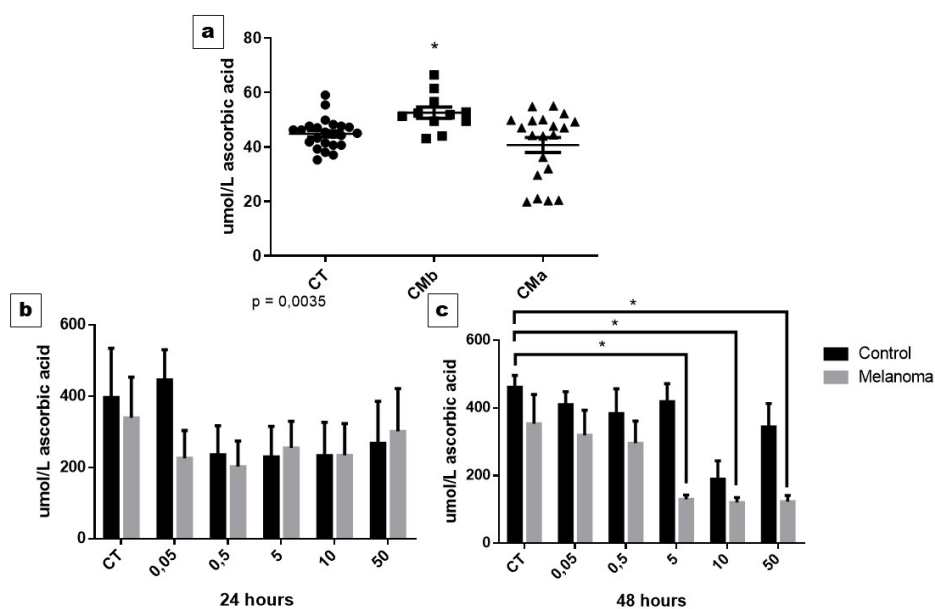 a
umol/L ascorbic acid
80
60
40
20
0
*
CT
CMb
CMa
p = 0,0035
b
umol/L ascorbic acid
600
400
200
0
CT
0,05
0,5
5
10
50
24 hours
c
umol/L ascorbic acid
600
400
200
0
*
*
*
CT
0,05
0,5
5
10
50
48 hours
Control
Melanoma